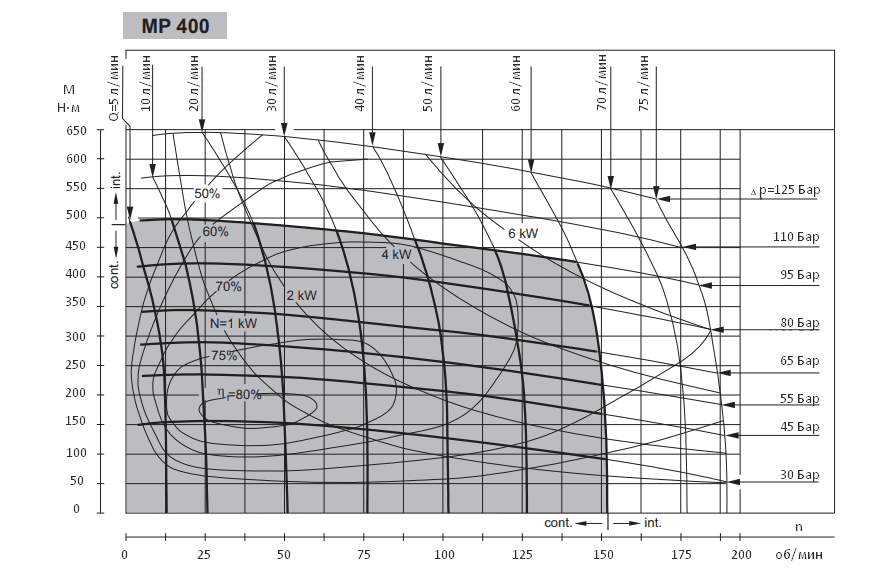 MP 400
Q=5 л/мин
10 л/мин
20 л/мин
30 л/мин
40 л/мин
50 л/мин
60 л/мин
70 л/мин
75 л/мин
M
Н·м
650
600
550
500
450
400
350
300
250
200
150
100
50
0
int.
cont.
50%
60%
70%
75%
η =80%
N=1 kW
2 kW
4 kW
6 kW
Δ p=125 Бар
110 Бар
95 Бар
80 Бар
65 Бар
55 Бар
45 Бар
30 Бар
cont.
int.
n
0
25
50
75
100
125
150
175
200
об/мин